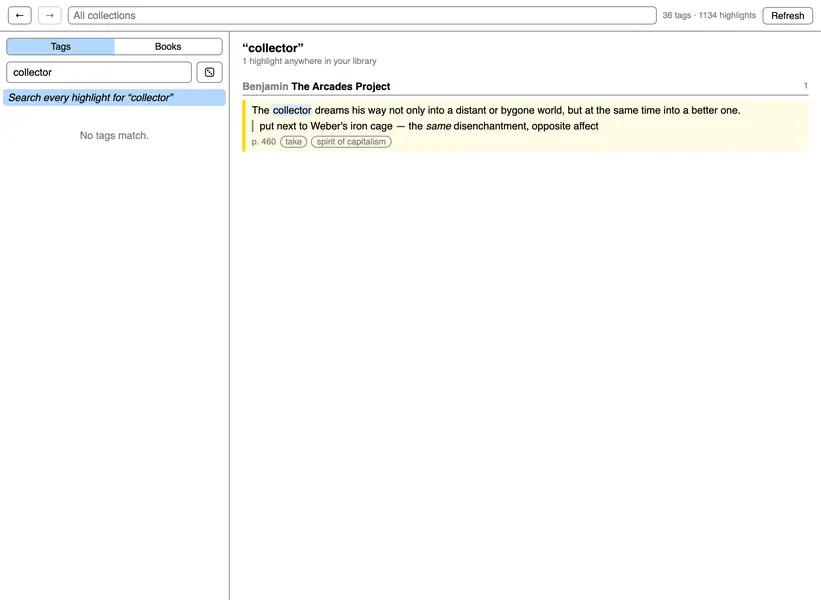 ← → All collections 36 tags · 1134 highlights Refresh
Tags Books
collector
Search every highlight for “collector”
No tags match.
“collector”
1 highlight anywhere in your library
Benjamin The Arcades Project 1
The collector dreams his way not only into a distant or bygone world, but at the same time into a better one.
put next to Weber’s iron cage — the same disenchantment, opposite affect
p. 460 take spirit of capitalism